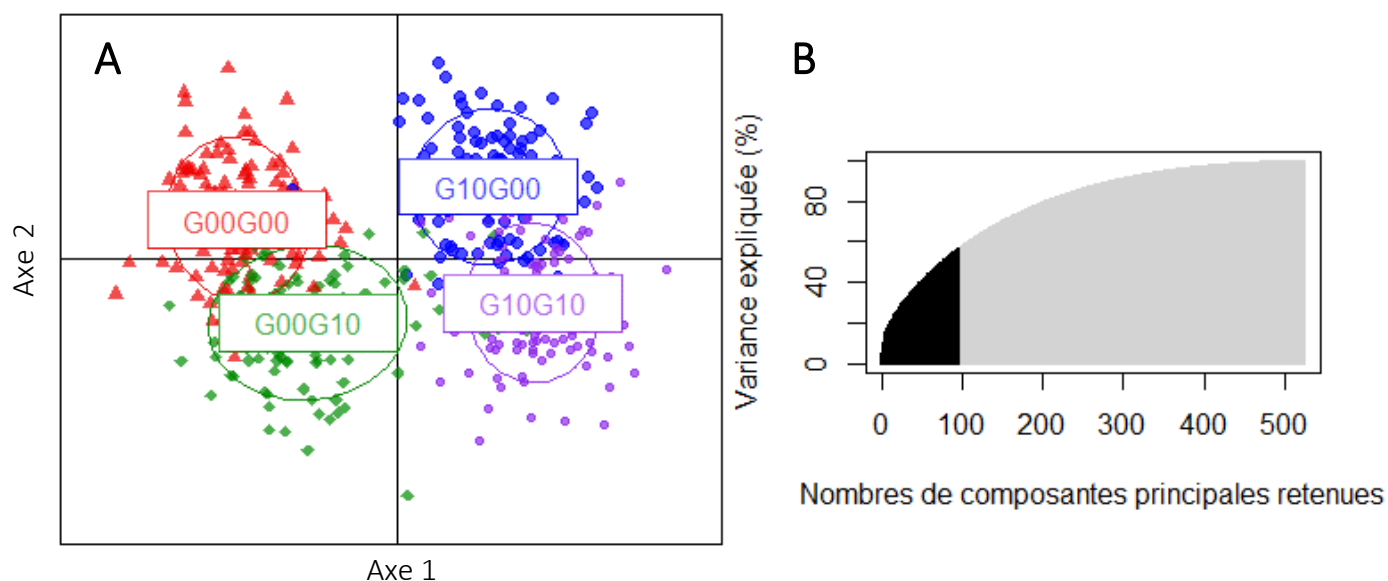 A
G00G00
G10G00
G00G10
G10G10
Axe 2
Axe 1
B
Variance expliquée (%)
0 40 80
0 100 200 300 400 500
Nombres de composantes principales retenues